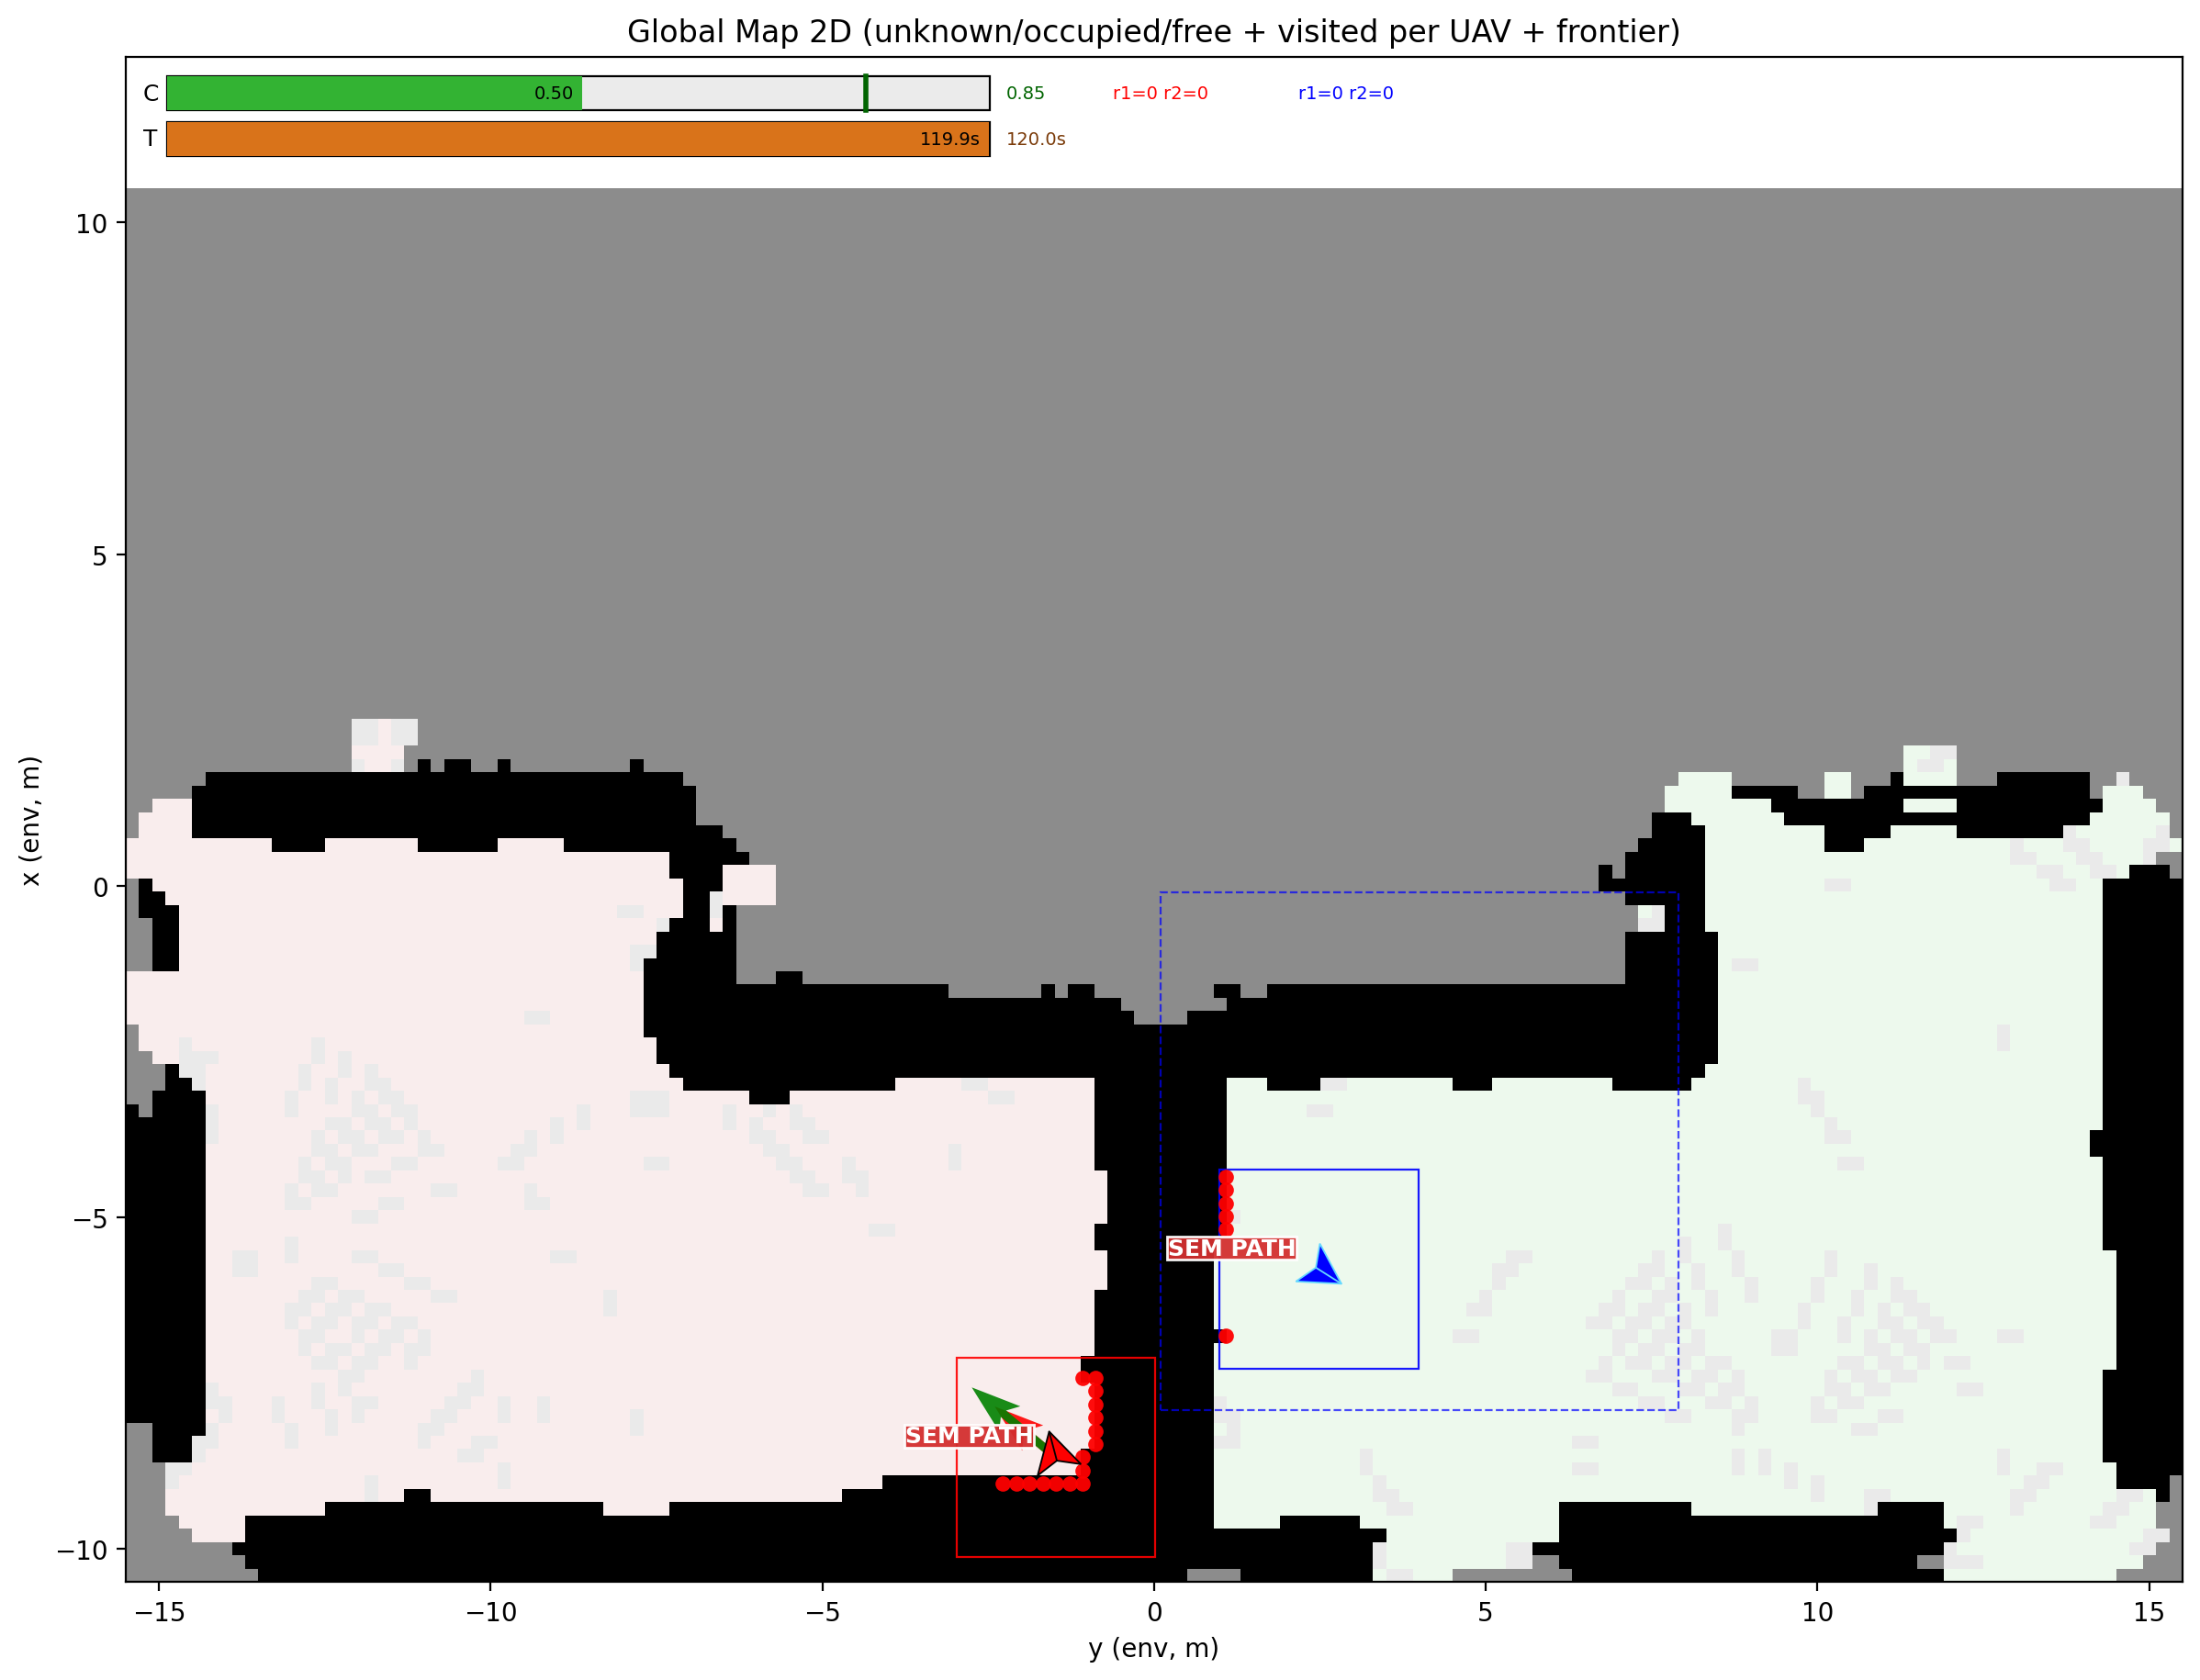 Global Map 2D (unknown/occupied/free + visited per UAV + frontier)
C 0.50 0.85 r1=0 r2=0 r1=0 r2=0
T 119.9s 120.0s
10
5
0
−5
−10
x (env, m)
SEM PATH
SEM PATH
−15 −10 −5 0 5 10 15
y (env, m)